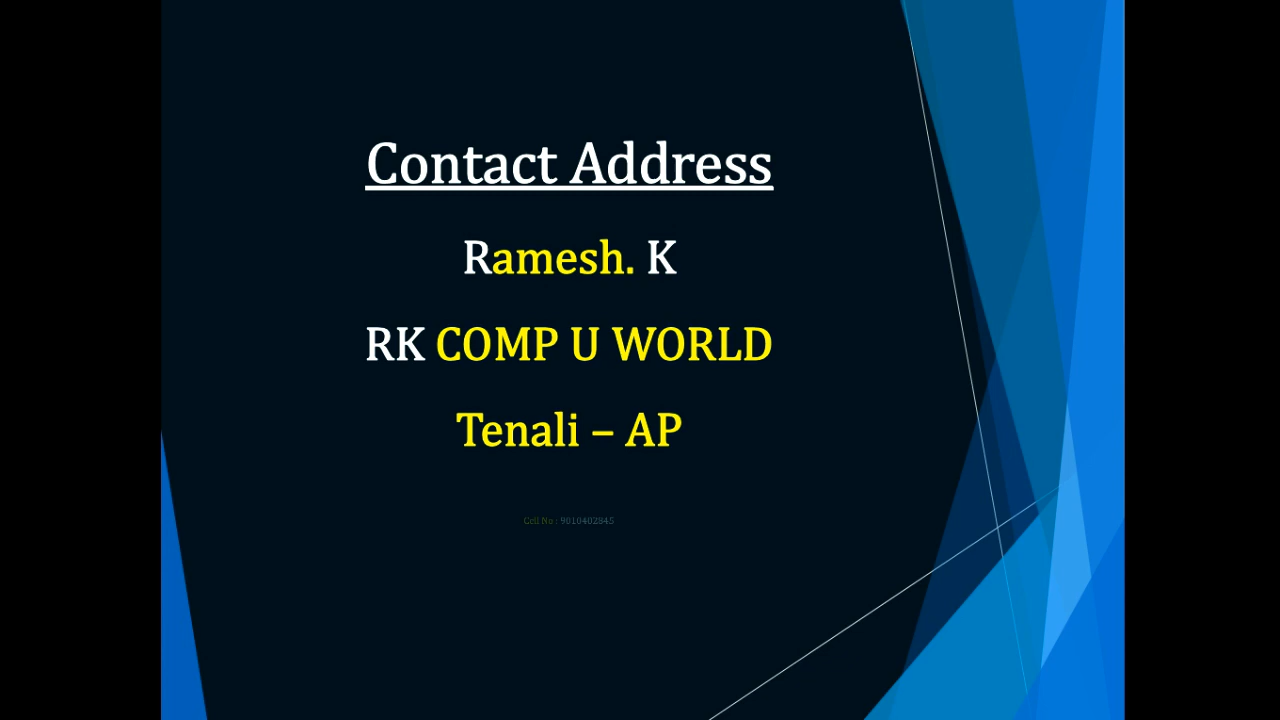 Contact Address
Ramesh. K
RK COMP U WORLD
Tenali – AP
Cell No : 9010402845